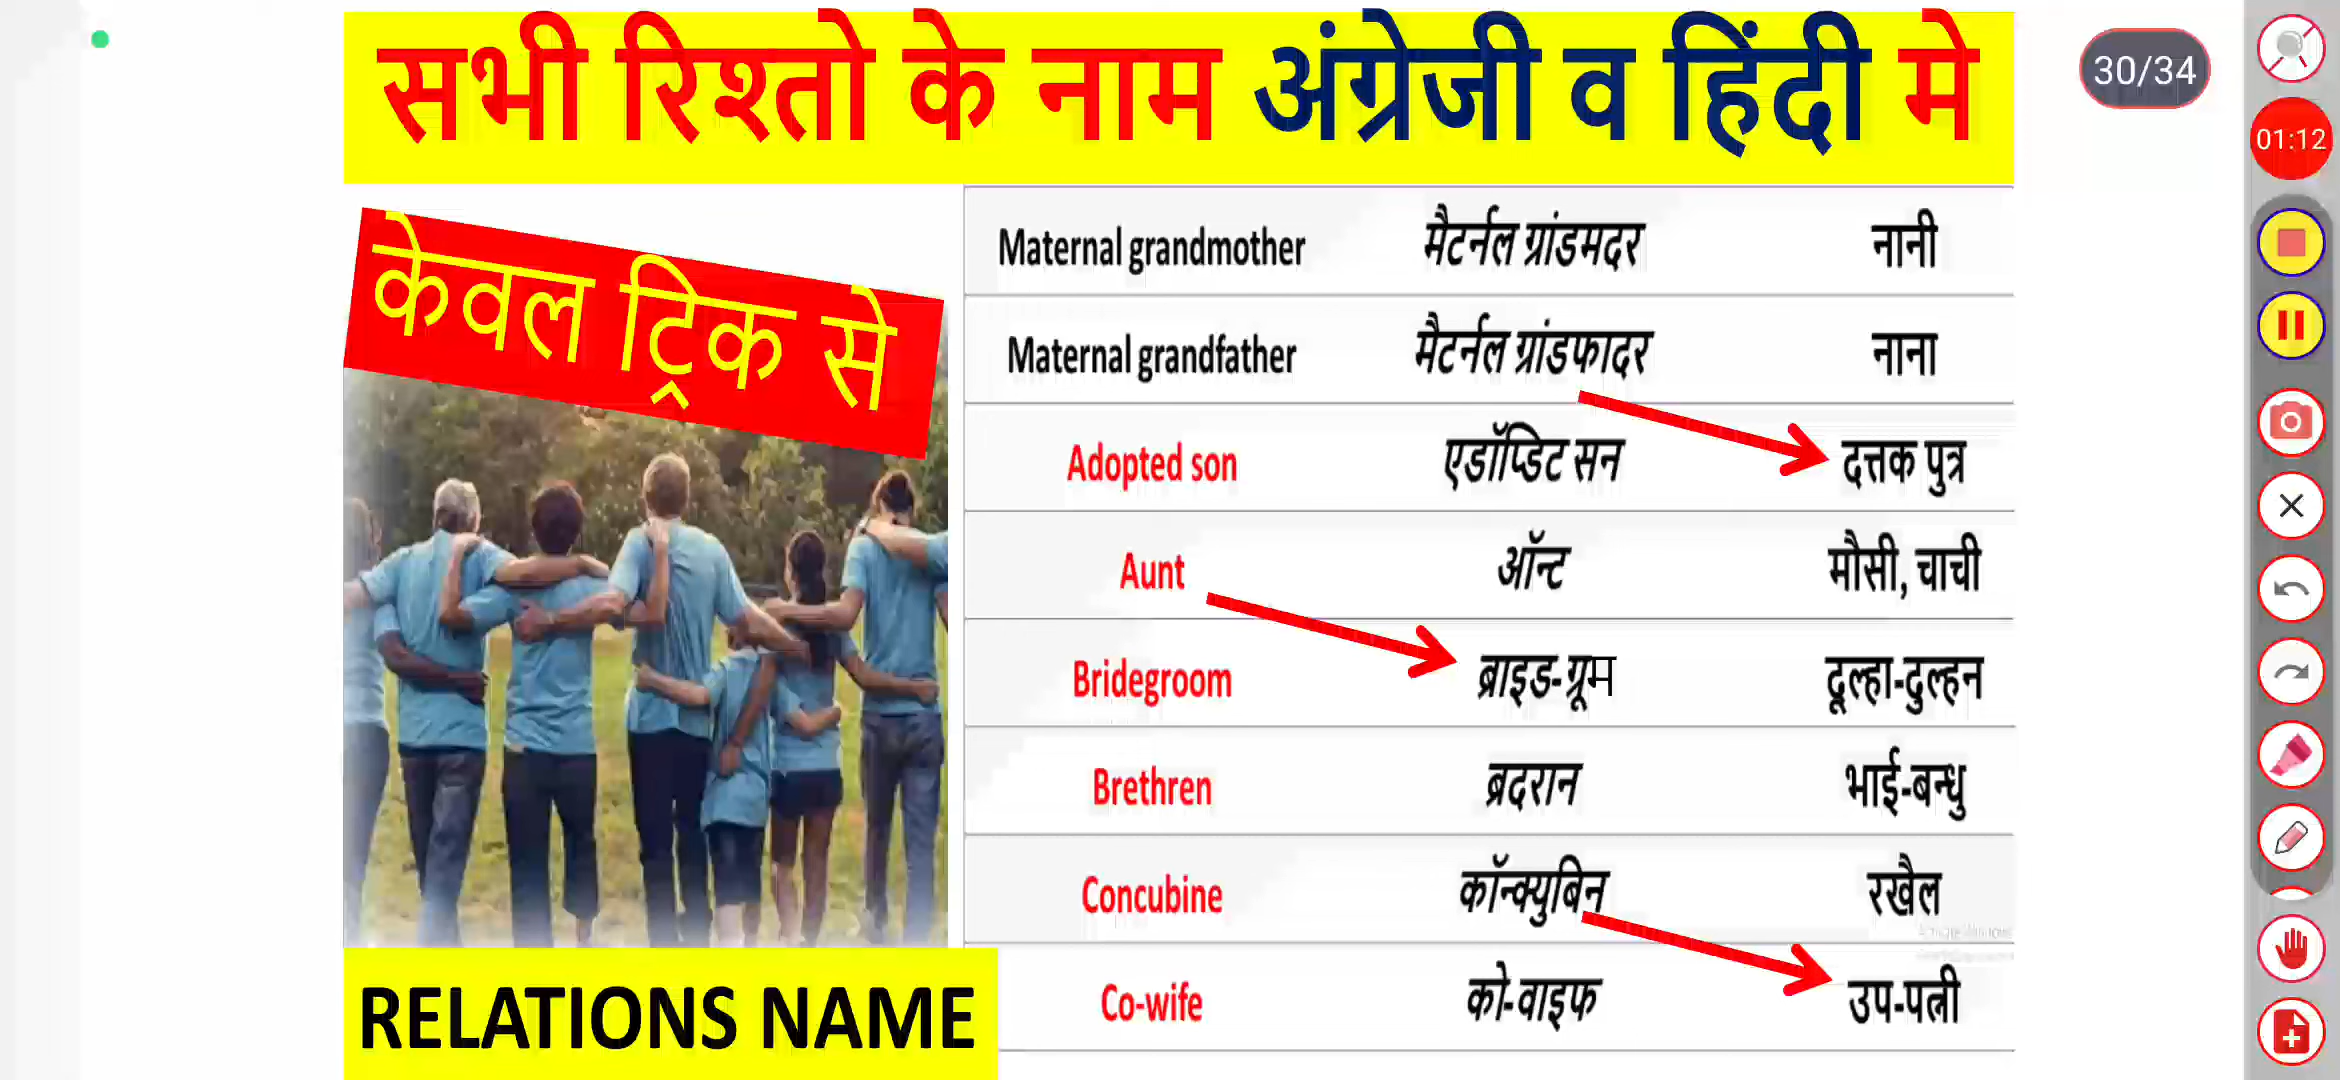 सभी रिश्तो के नाम अंग्रेजी व हिंदी मे
30/34
01:12
केवल ट्रिक से
Maternal grandmother मैटर्नल ग्रांडमदर नानी
Maternal grandfather मैटर्नल ग्रांडफादर नाना
Adopted son एडॉप्डिट सन दत्तक पुत्र
Aunt ऑन्ट मौसी, चाची
Bridegroom ब्राइड-ग्रूम दूल्हा-दुल्हन
Brethren ब्रदरान भाई-बन्धु
Concubine कॉन्क्युबिन रखैल
Co-wife को-वाइफ उप-पत्नी
RELATIONS NAME